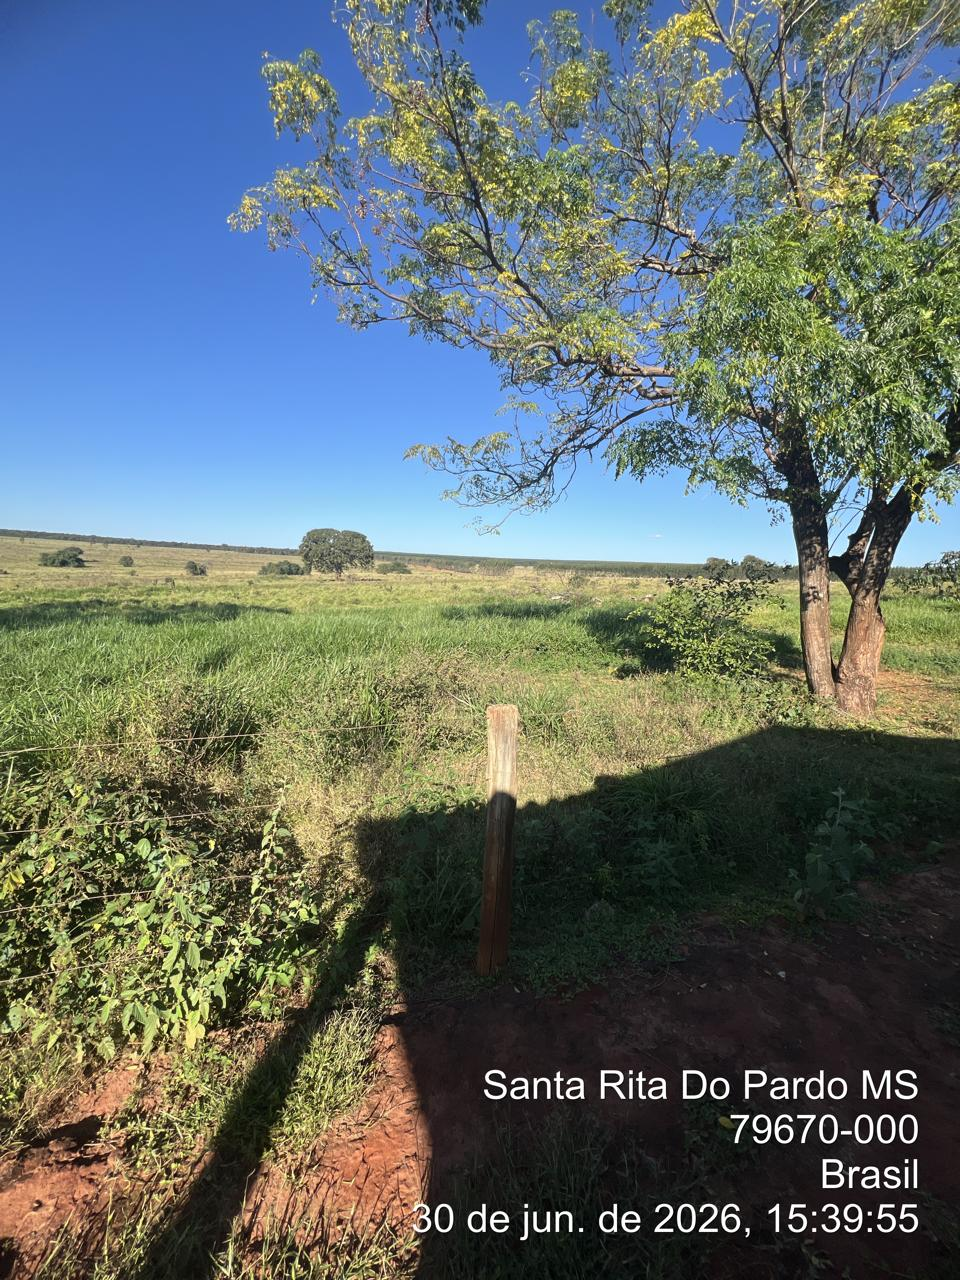 Santa Rita Do Pardo MS
79670-000
Brasil
30 de jun. de 2026, 15:39:55